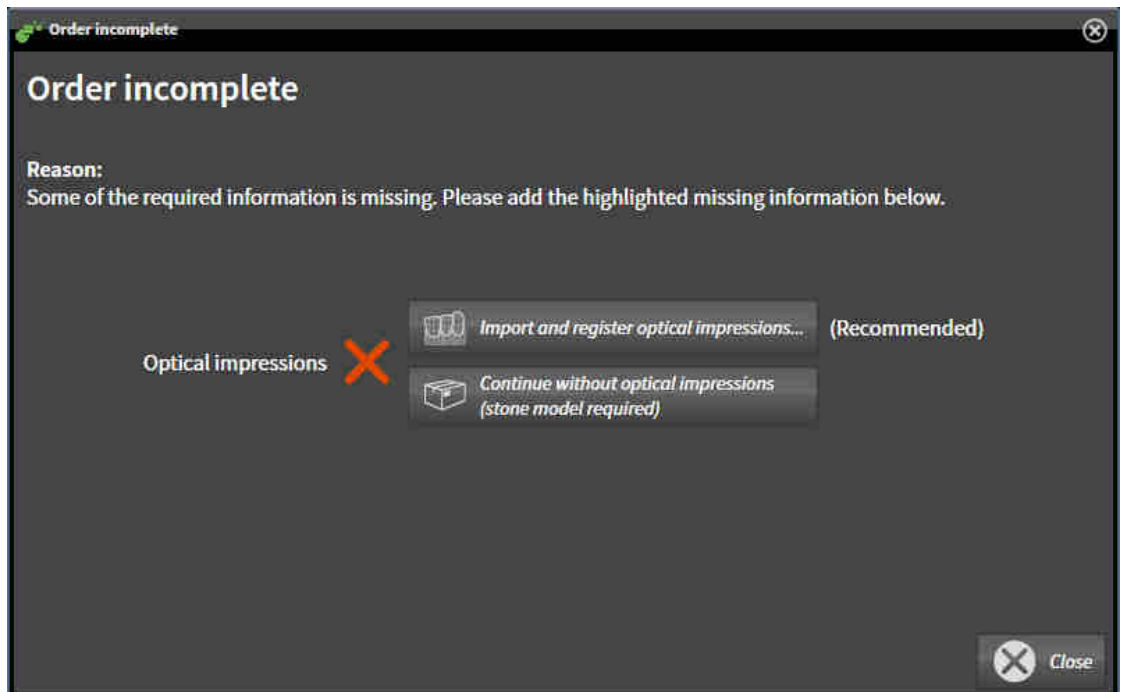 Order incomplete
Order incomplete
Reason:
Some of the required information is missing. Please add the highlighted missing information below.
Import and register optical impressions... (Recommended)
Optical impressions
Continue without optical impressions
(stone model required)
Close